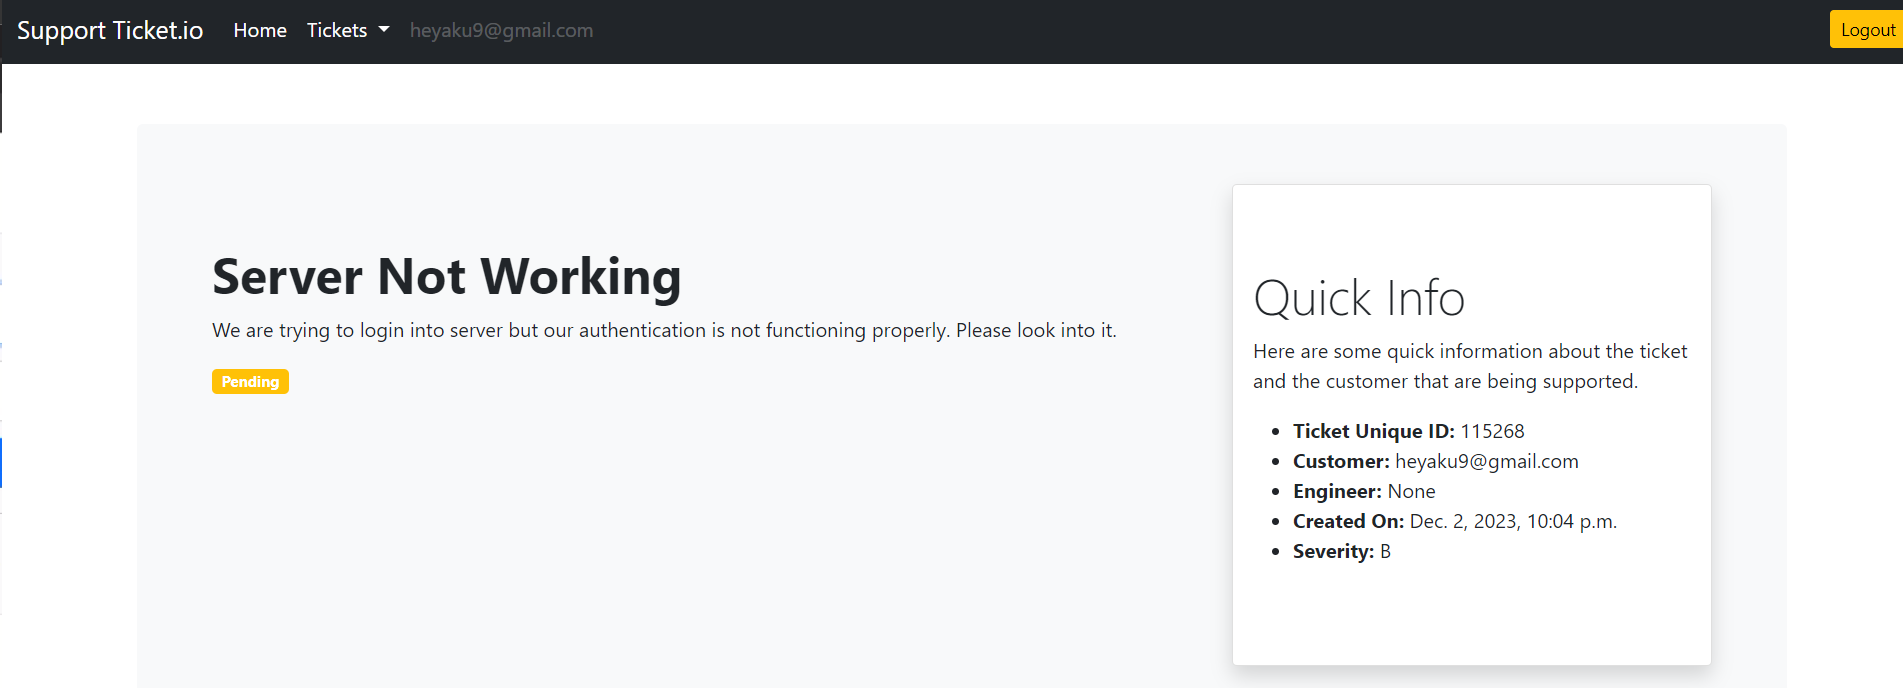 Support Ticket.io Home Tickets heyaku9@gmail.com Logout
Server Not Working
We are trying to login into server but our authentication is not functioning properly. Please look into it.
Pending
Quick Info
Here are some quick information about the ticket
and the customer that are being supported.
Ticket Unique ID: 115268
Customer: heyaku9@gmail.com
Engineer: None
Created On: Dec. 2, 2023, 10:04 p.m.
Severity: B